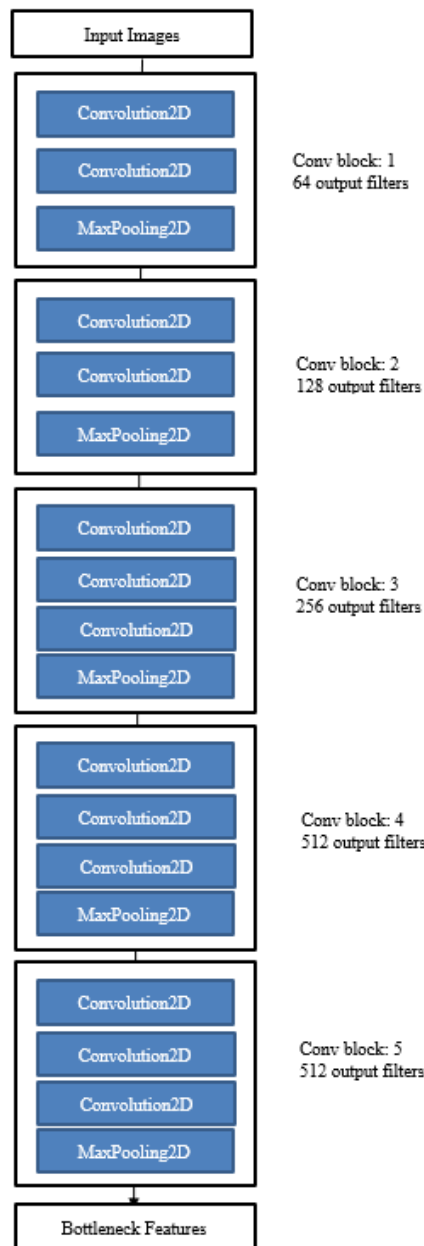 Input Images
Convolution2D
Convolution2D
MaxPooling2D
Conv block: 1
64 output filters
Convolution2D
Convolution2D
MaxPooling2D
Conv block: 2
128 output filters
Convolution2D
Convolution2D
Convolution2D
MaxPooling2D
Conv block: 3
256 output filters
Convolution2D
Convolution2D
Convolution2D
MaxPooling2D
Conv block: 4
512 output filters
Convolution2D
Convolution2D
Convolution2D
MaxPooling2D
Conv block: 5
512 output filters
Bottleneck Features